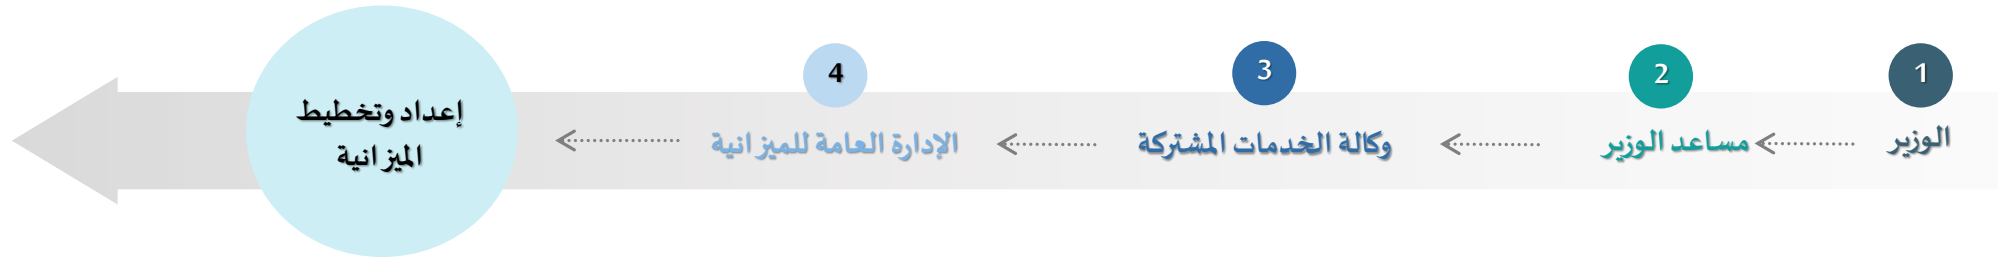 1
الوزير
2
مساعد الوزير
3
وكالة الخدمات المشتركة
4
الإدارة العامة للميزانية
إعداد وتخطيط
الميزانية